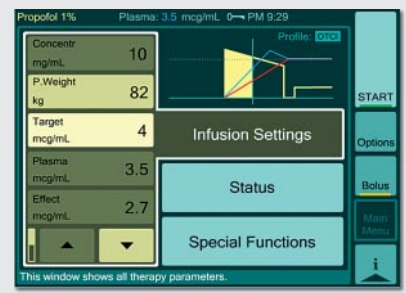 Propofol 1% Plasma: 3.5 mcg/mL PM 9:29
Concentr
mg/mL 10
P.Weight
kg 82
Target
mcg/mL 4
Plasma
mcg/mL 3.5
Effect
mcg/mL 2.7
Profile: OTCI
Infusion Settings
Status
Special Functions
START
Options
Bolus
Main
Menu
i
This window shows all therapy parameters.